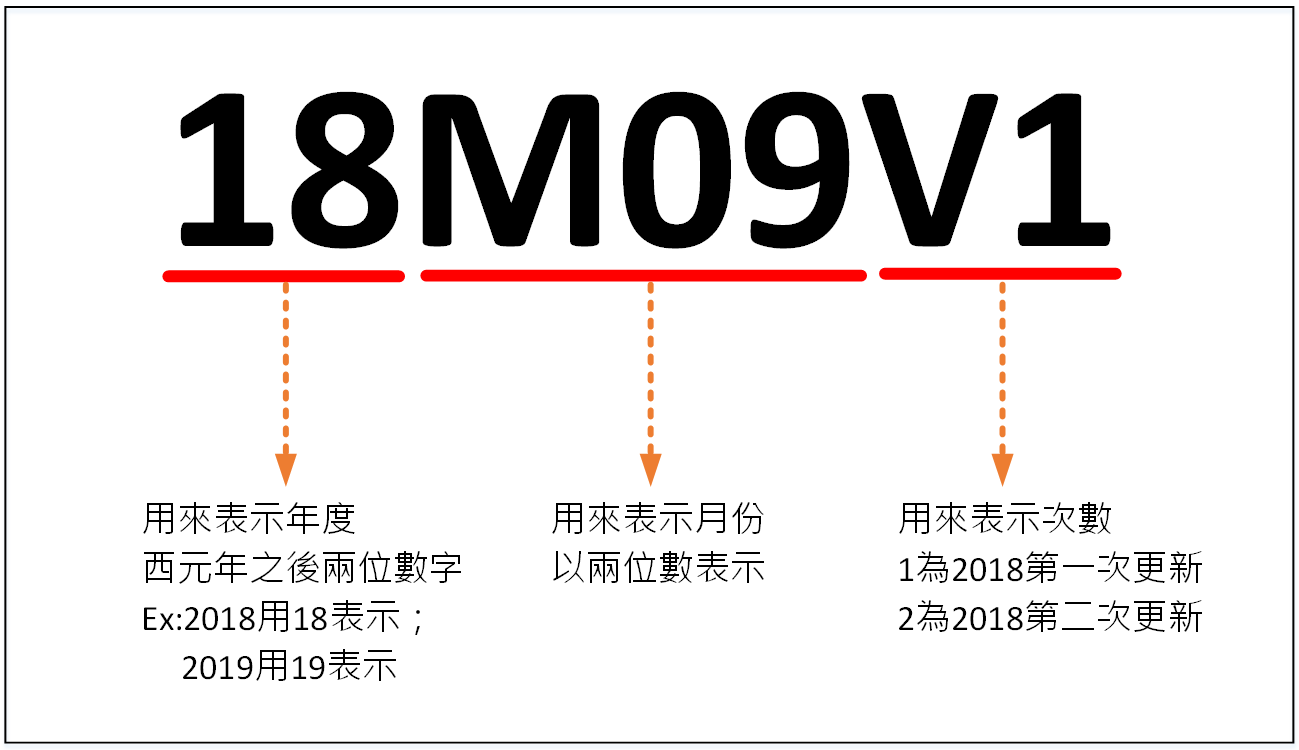 18M09V1
用來表示年度
西元年之後兩位數字
Ex:2018用18表示；
2019用19表示
用來表示月份
以兩位數表示
用來表示次數
1為2018第一次更新
2為2018第二次更新